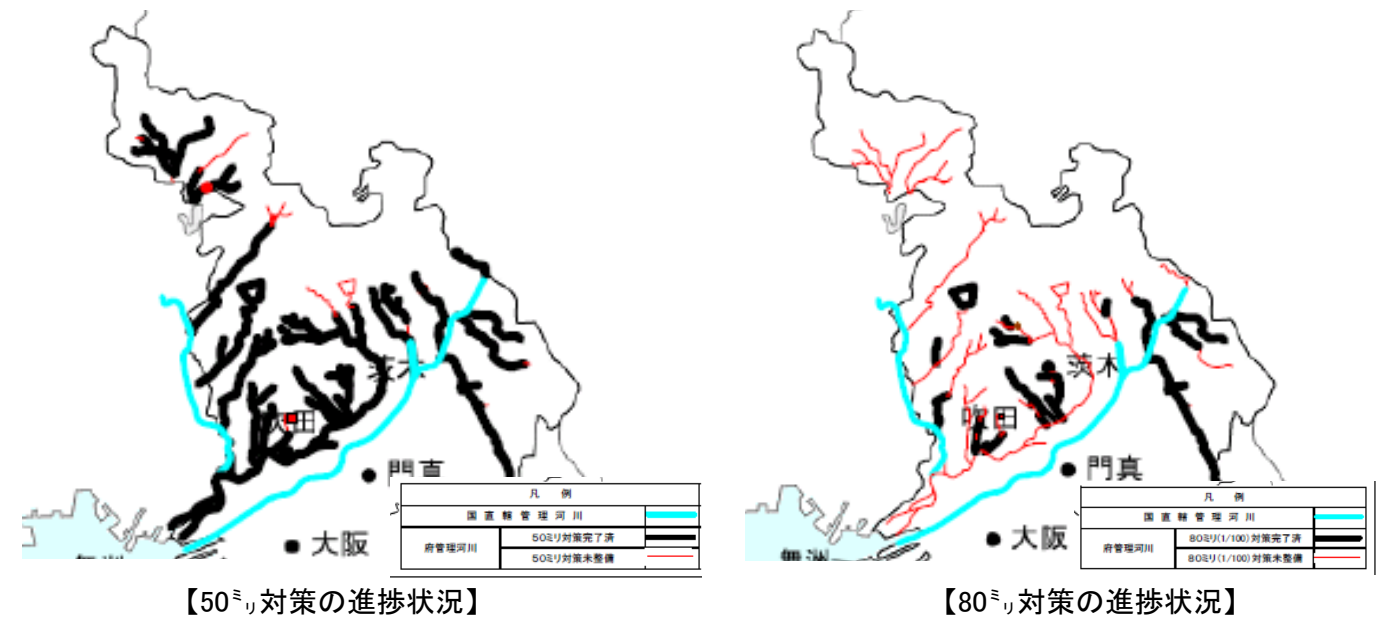 茨木
吹田
門真
大阪
凡 例
国 直 轄 管 理 河 川
府管理河川
50ミリ対策完了済
50ミリ対策未整備
【50㍉対策の進捗状況】
茨木
吹田
門真
大阪
舞洲
凡 例
国 直 轄 管 理 河 川
府管理河川
80ミリ(1/100)対策完了済
80ミリ(1/100)対策未整備
【80㍉対策の進捗状況】